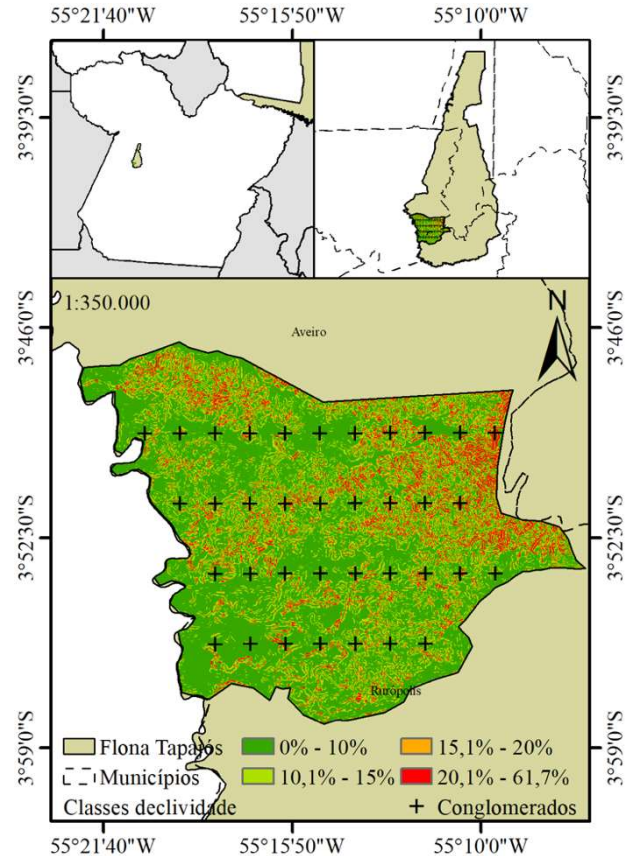 55°21'40"W 55°15'50"W 55°10'0"W
3°39'30"S 3°39'30"S
1:350.000
N
3°46'0"S 3°46'0"S
Aveiro
3°52'30"S 3°52'30"S
Rurópolis
3°59'0"S 3°59'0"S
Flona Tapajós 0% - 10% 15,1% - 20%
Municípios 10,1% - 15% 20,1% - 61,7%
Classes declividade Conglomerados
55°21'40"W 55°15'50"W 55°10'0"W